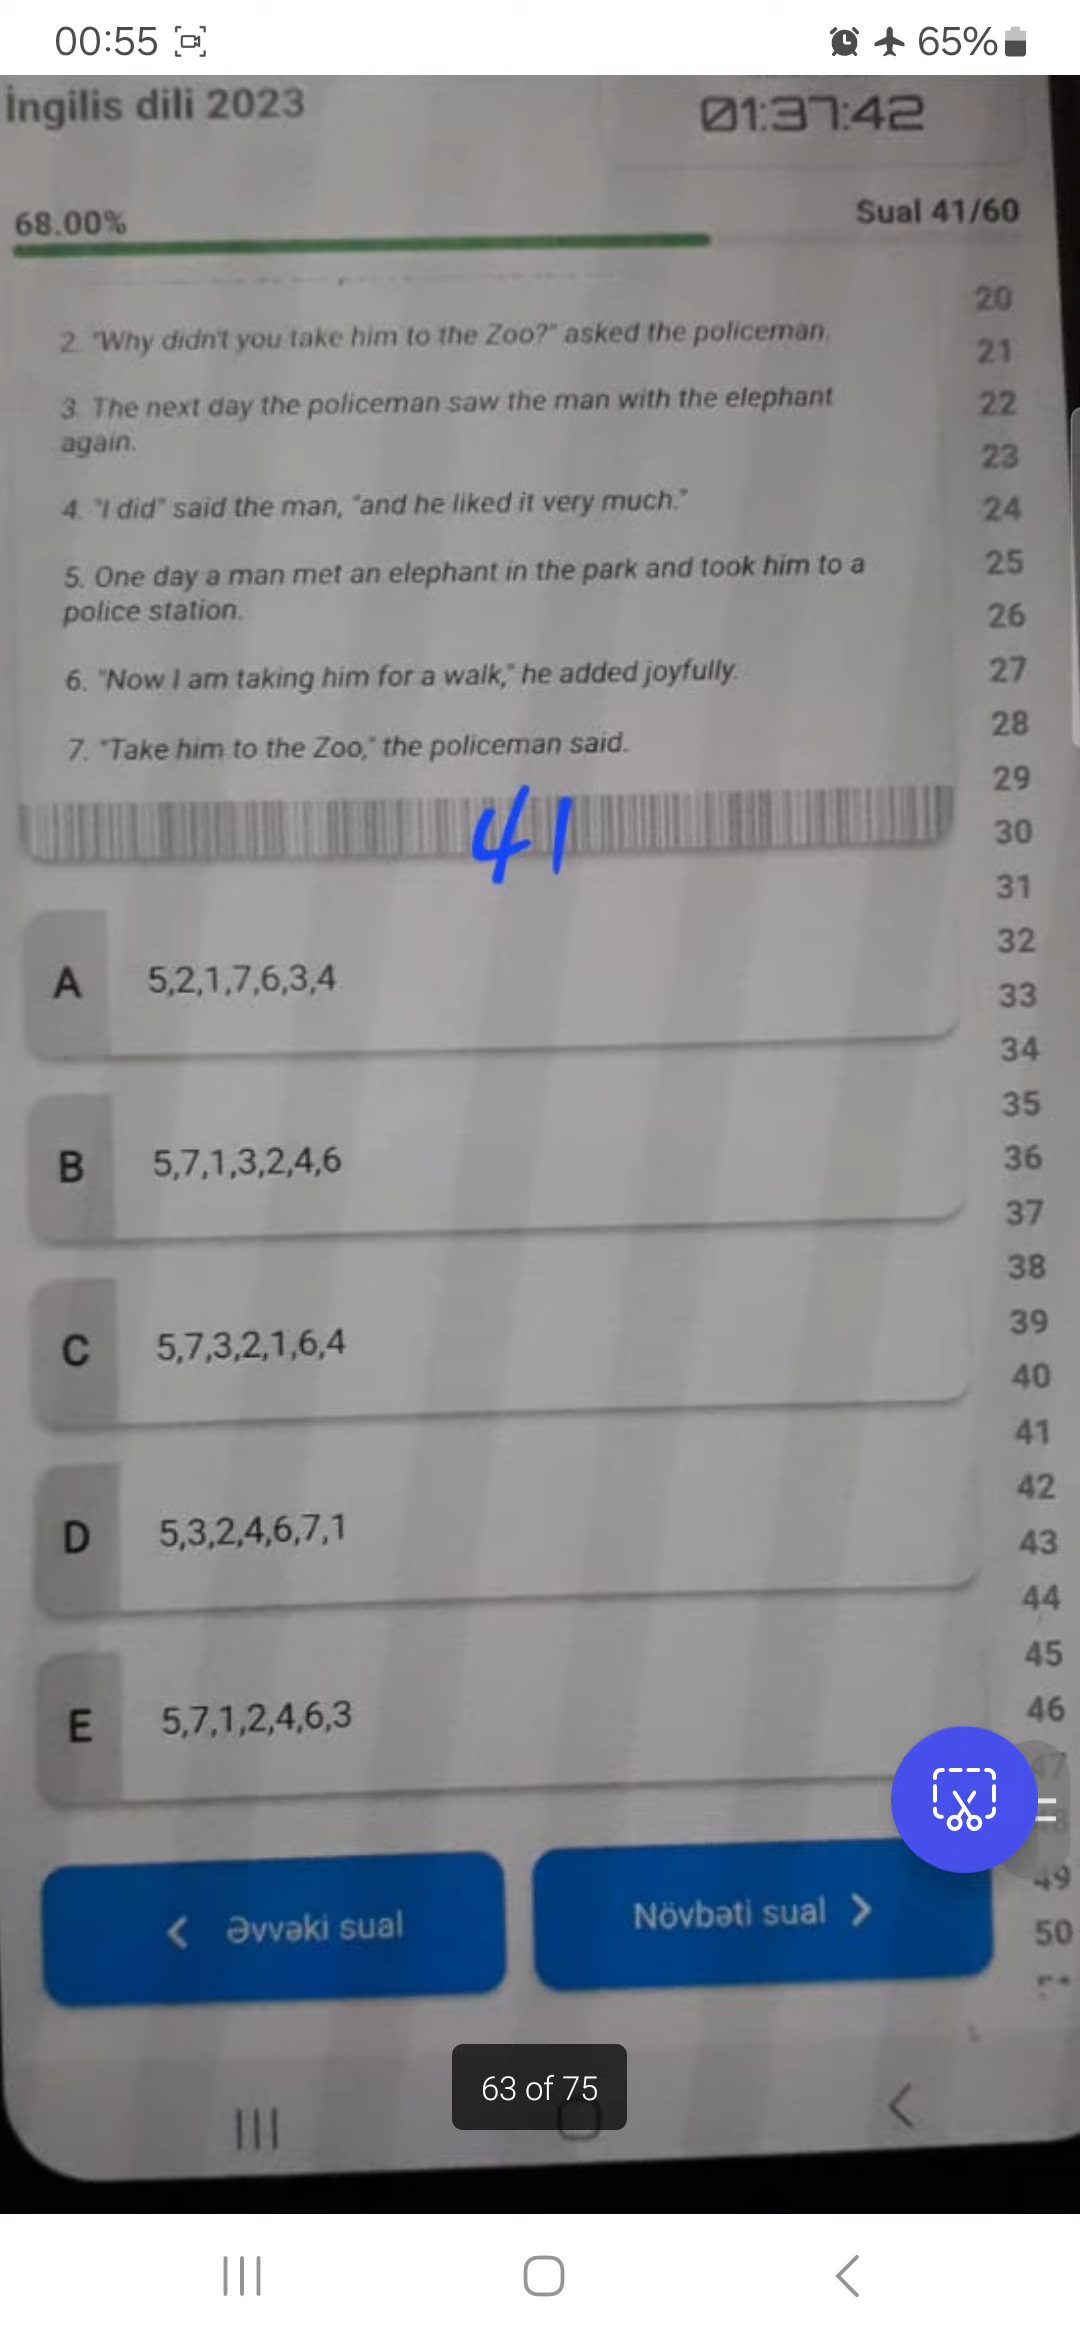 00:55
65%
İngilis dili 2023
01:37:42
68.00%
Sual 41/60
2. "Why didn't you take him to the Zoo?" asked the policeman.
3. The next day the policeman saw the man with the elephant
again.
4. "I did" said the man, "and he liked it very much."
5. One day a man met an elephant in the park and took him to a
police station.
6. "Now I am taking him for a walk," he added joyfully.
7. "Take him to the Zoo," the policeman said.
41
A 5,2,1,7,6,3,4
B 5,7,1,3,2,4,6
C 5,7,3,2,1,6,4
D 5,3,2,4,6,7,1
E 5,7,1,2,4,6,3
20
21
22
23
24
25
26
27
28
29
30
31
32
33
34
35
36
37
38
39
40
41
42
43
44
45
46
47
49
50
Əvvəki sual
Növbəti sual
63 of 75